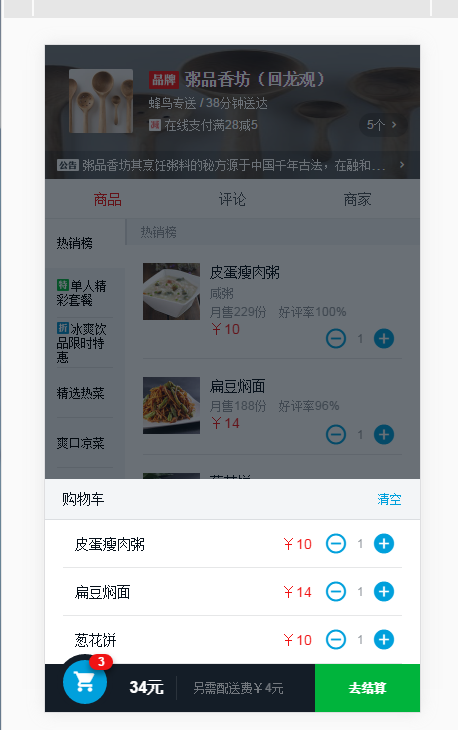 品牌 粥品香坊（回龙观）
蜂鸟专送 / 38分钟送达
减 在线支付满28减5
5个 >
公告 粥品香坊其烹饪粥料的秘方源于中国千年古法，在融和... >
商品 评论 商家
热销榜
特 单人精
彩套餐
折 冰爽饮
品限时特
惠
精选热菜
爽口凉菜
热销榜
皮蛋瘦肉粥
咸粥
月售229份 好评率100%
￥10
1
扁豆焖面
月售188份 好评率96%
￥14
1
葱花饼
购物车 清空
皮蛋瘦肉粥 ￥10 1
扁豆焖面 ￥14 1
葱花饼 ￥10 1
3
34元 另需配送费￥4元 去结算